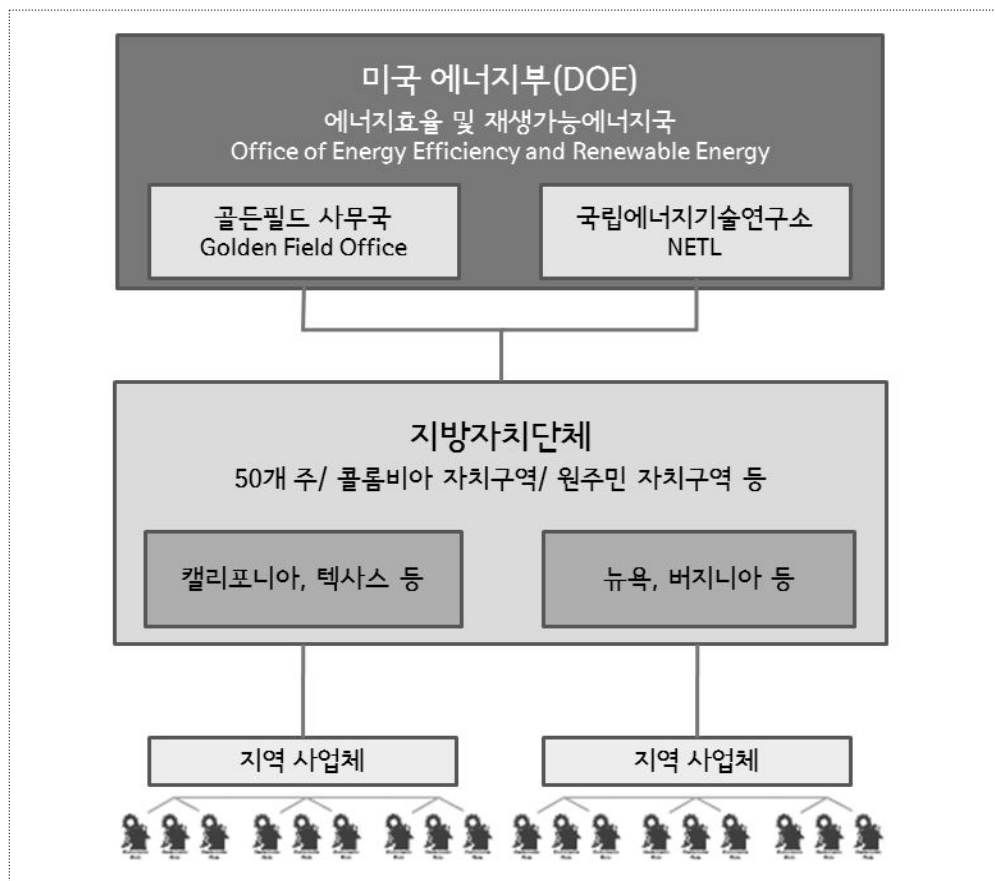 미국 에너지부(DOE)
에너지효율 및 재생가능에너지국
Office of Energy Efficiency and Renewable Energy
골든필드 사무국
Golden Field Office
국립에너지기술연구소
NETL
지방자치단체
50개 주/ 콜롬비아 자치구역/ 원주민 자치구역 등
캘리포니아, 텍사스 등
뉴욕, 버지니아 등
지역 사업체
지역 사업체